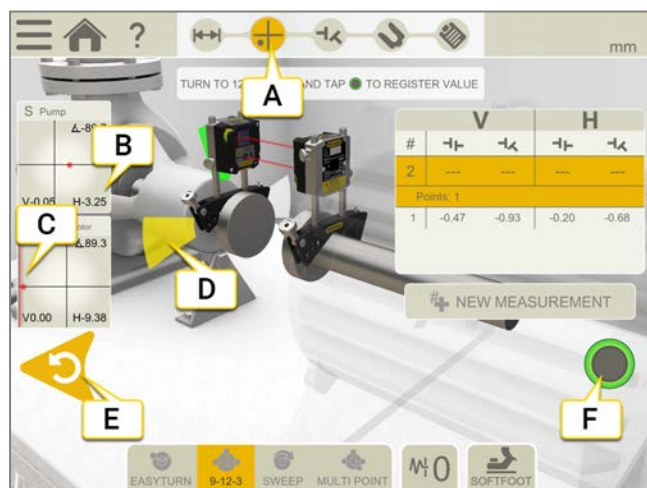 ?
mm
TURN TO 12 AND TAP TO REGISTER VALUE
A
S Pump
∡-89.
B
V-0.05 H-3.25
C
∡89.3
V0.00 H-9.38
D
V H
#
2 --- --- --- ---
Points: 1
1 -0.47 -0.93 -0.20 -0.68
# NEW MEASUREMENT
E
F
EASYTURN 9-12-3 SWEEP MULTI POINT 0 SOFTFOOT